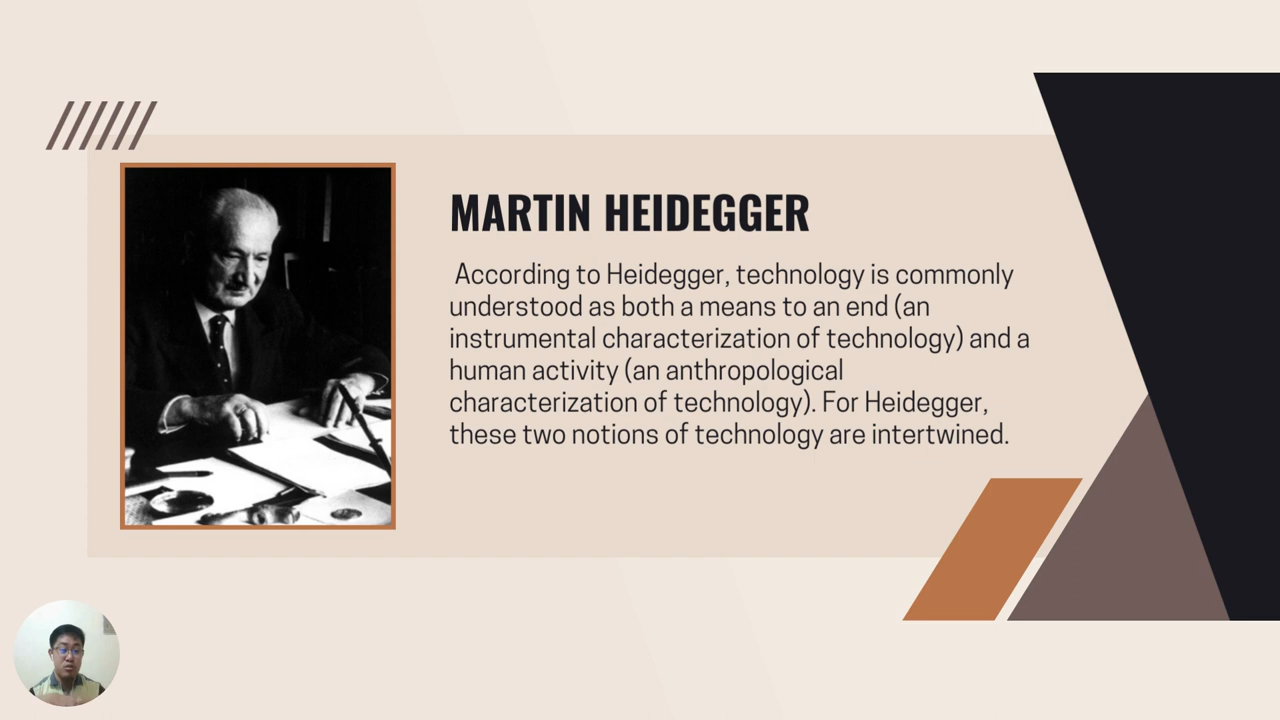 MARTIN HEIDEGGER
According to Heidegger, technology is commonly
understood as both a means to an end (an
instrumental characterization of technology) and a
human activity (an anthropological
characterization of technology). For Heidegger,
these two notions of technology are intertwined.